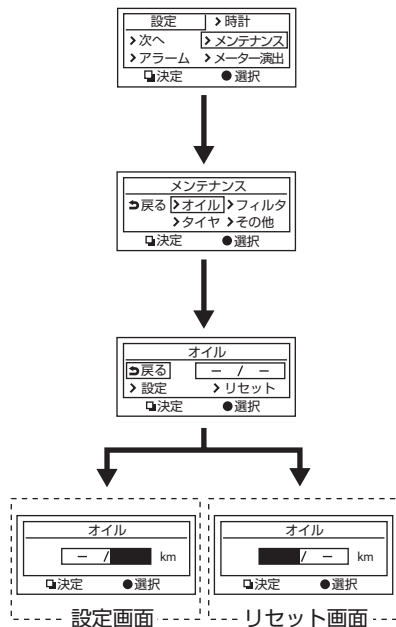 設定 >時計
>次へ >メンテナンス
>アラーム >メーター演出
決定 ●選択
メンテナンス
戻る >オイル >フィルタ
>タイヤ >その他
決定 ●選択
オイル
戻る − / −
>設定 >リセット
決定 ●選択
オイル
− / km
決定 ●選択
設定画面
オイル
/ − km
決定 ●選択
リセット画面